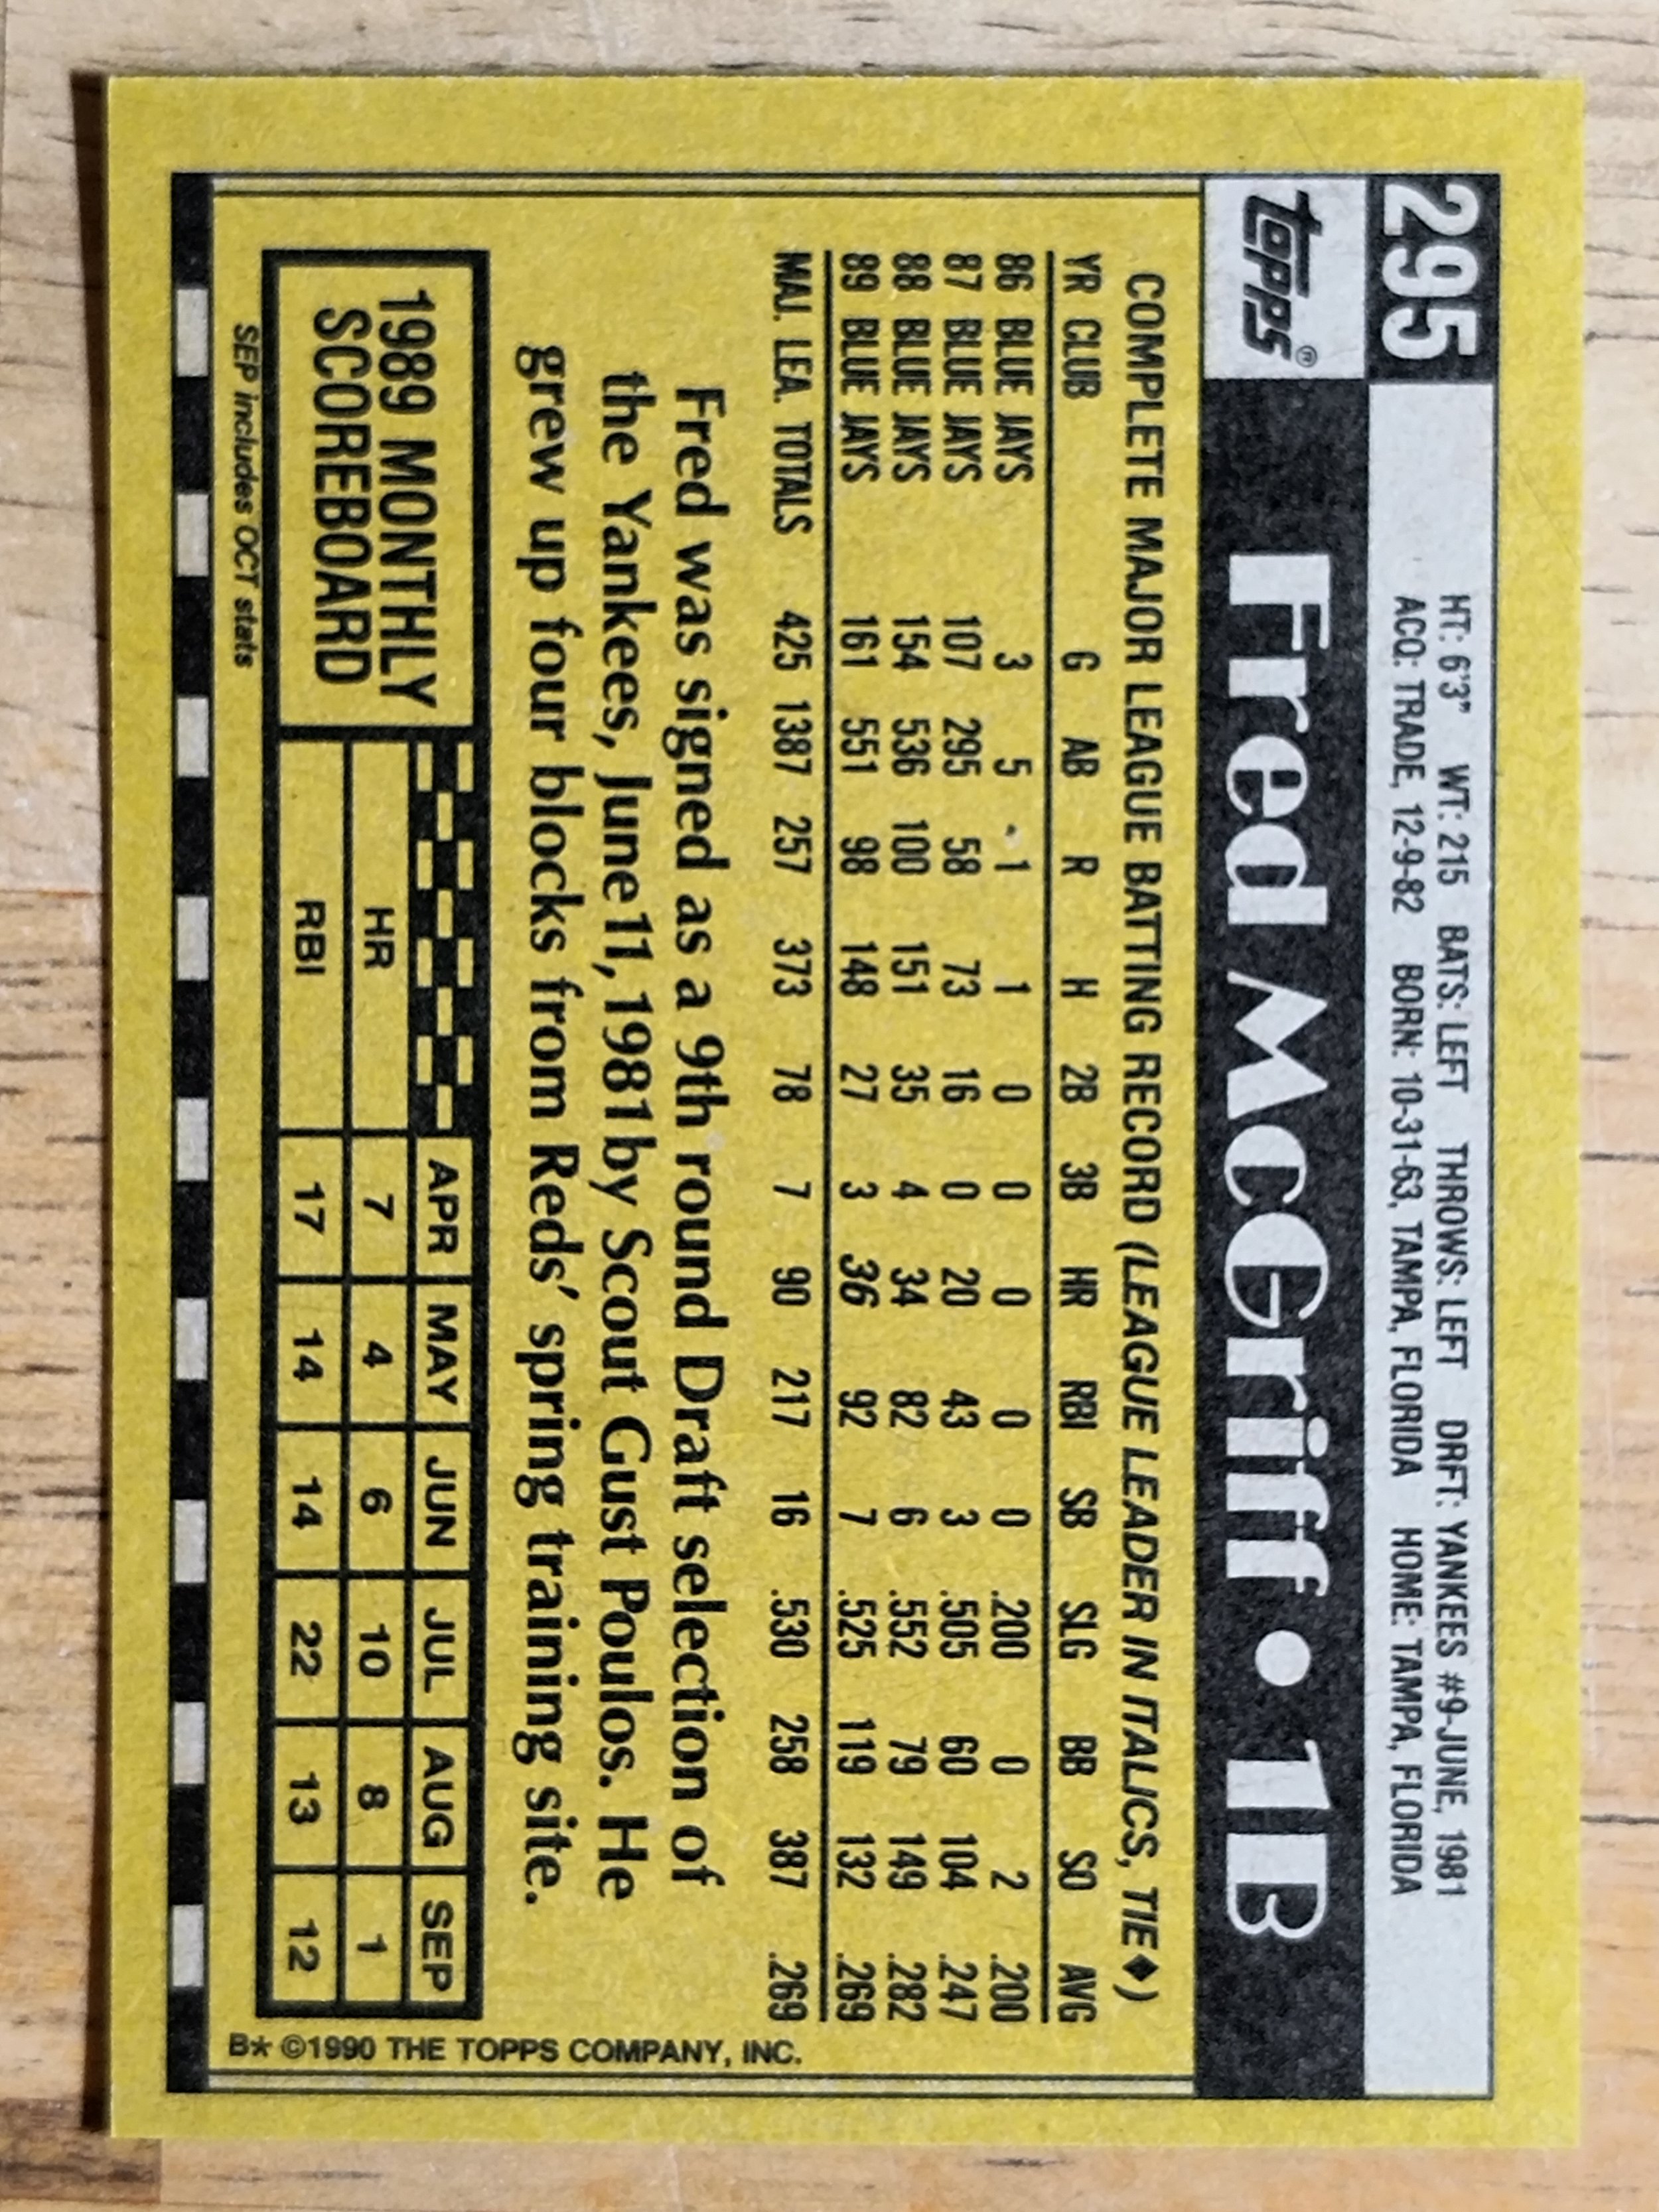 295
HT: 6'3" WT: 215 BATS: LEFT THROWS: LEFT DRFT: YANKEES #9-JUNE, 1981
ACQ: TRADE, 12-9-82 BORN: 10-31-63, TAMPA, FLORIDA HOME: TAMPA, FLORIDA
topps® Fred McGriff • 1B
COMPLETE MAJOR LEAGUE BATTING RECORD (LEAGUE LEADER IN ITALICS, TIE♦)
YR CLUB G AB R H 2B 3B HR RBI SB SLG BB SO AVG
86 BLUE JAYS 3 5 1 1 0 0 0 0 0 .200 0 2 .200
87 BLUE JAYS 107 295 58 73 16 0 20 43 3 .505 60 104 .247
88 BLUE JAYS 154 536 100 151 35 4 34 82 6 .552 79 149 .282
89 BLUE JAYS 161 551 98 148 27 3 36 92 7 .525 119 132 .269
MAJ. LEA. TOTALS 425 1387 257 373 78 7 90 217 16 .530 258 387 .269
Fred was signed as a 9th round Draft selection of
the Yankees, June 11, 1981 by Scout Gust Poulos. He
grew up four blocks from Reds' spring training site.
1989 MONTHLY
SCOREBOARD
APR MAY JUN JUL AUG SEP
HR 7 4 6 10 8 1
RBI 17 14 14 22 13 12
SEP includes OCT stats
B* ©1990 THE TOPPS COMPANY, INC.